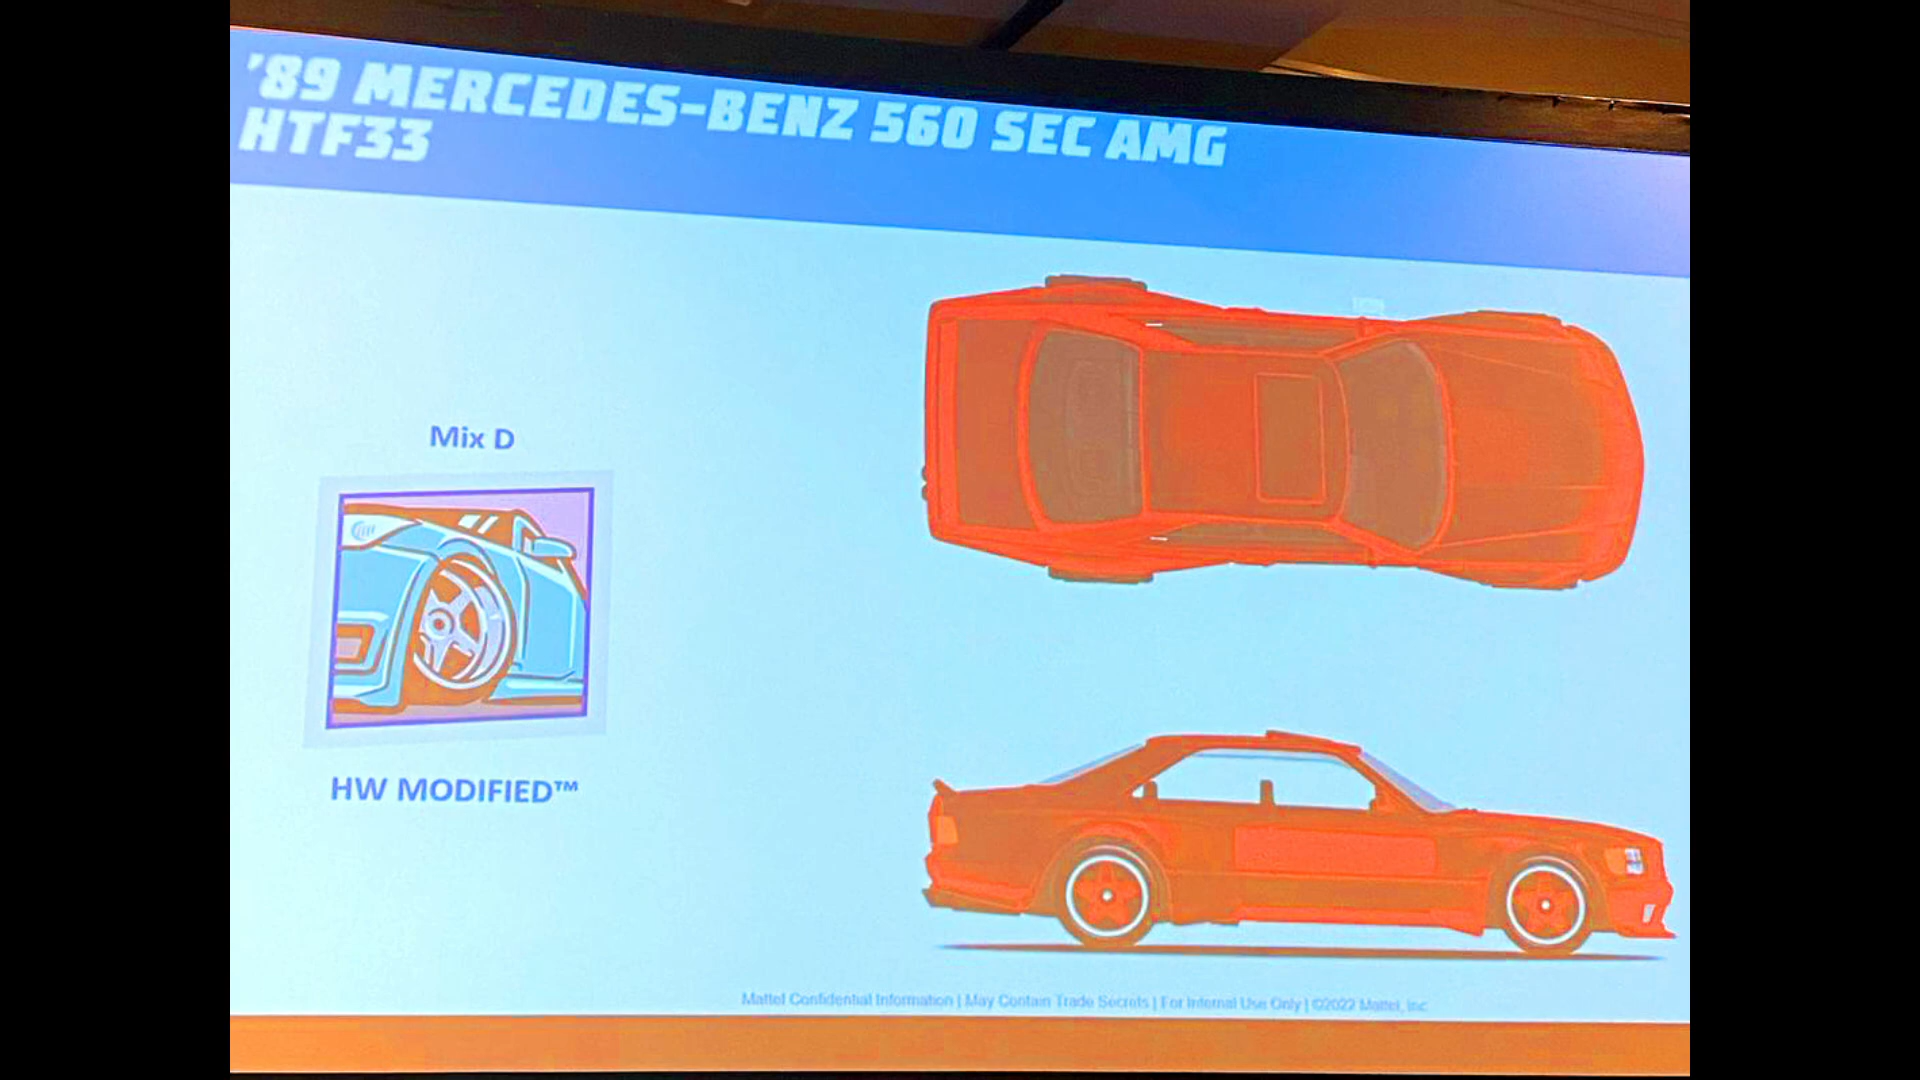 '89 MERCEDES-BENZ 560 SEC AMG
HTF33
Mix D
HW MODIFIED™
Mattel Confidential Information | May Contain Trade Secrets | For Internal Use Only | ©2022 Mattel, Inc